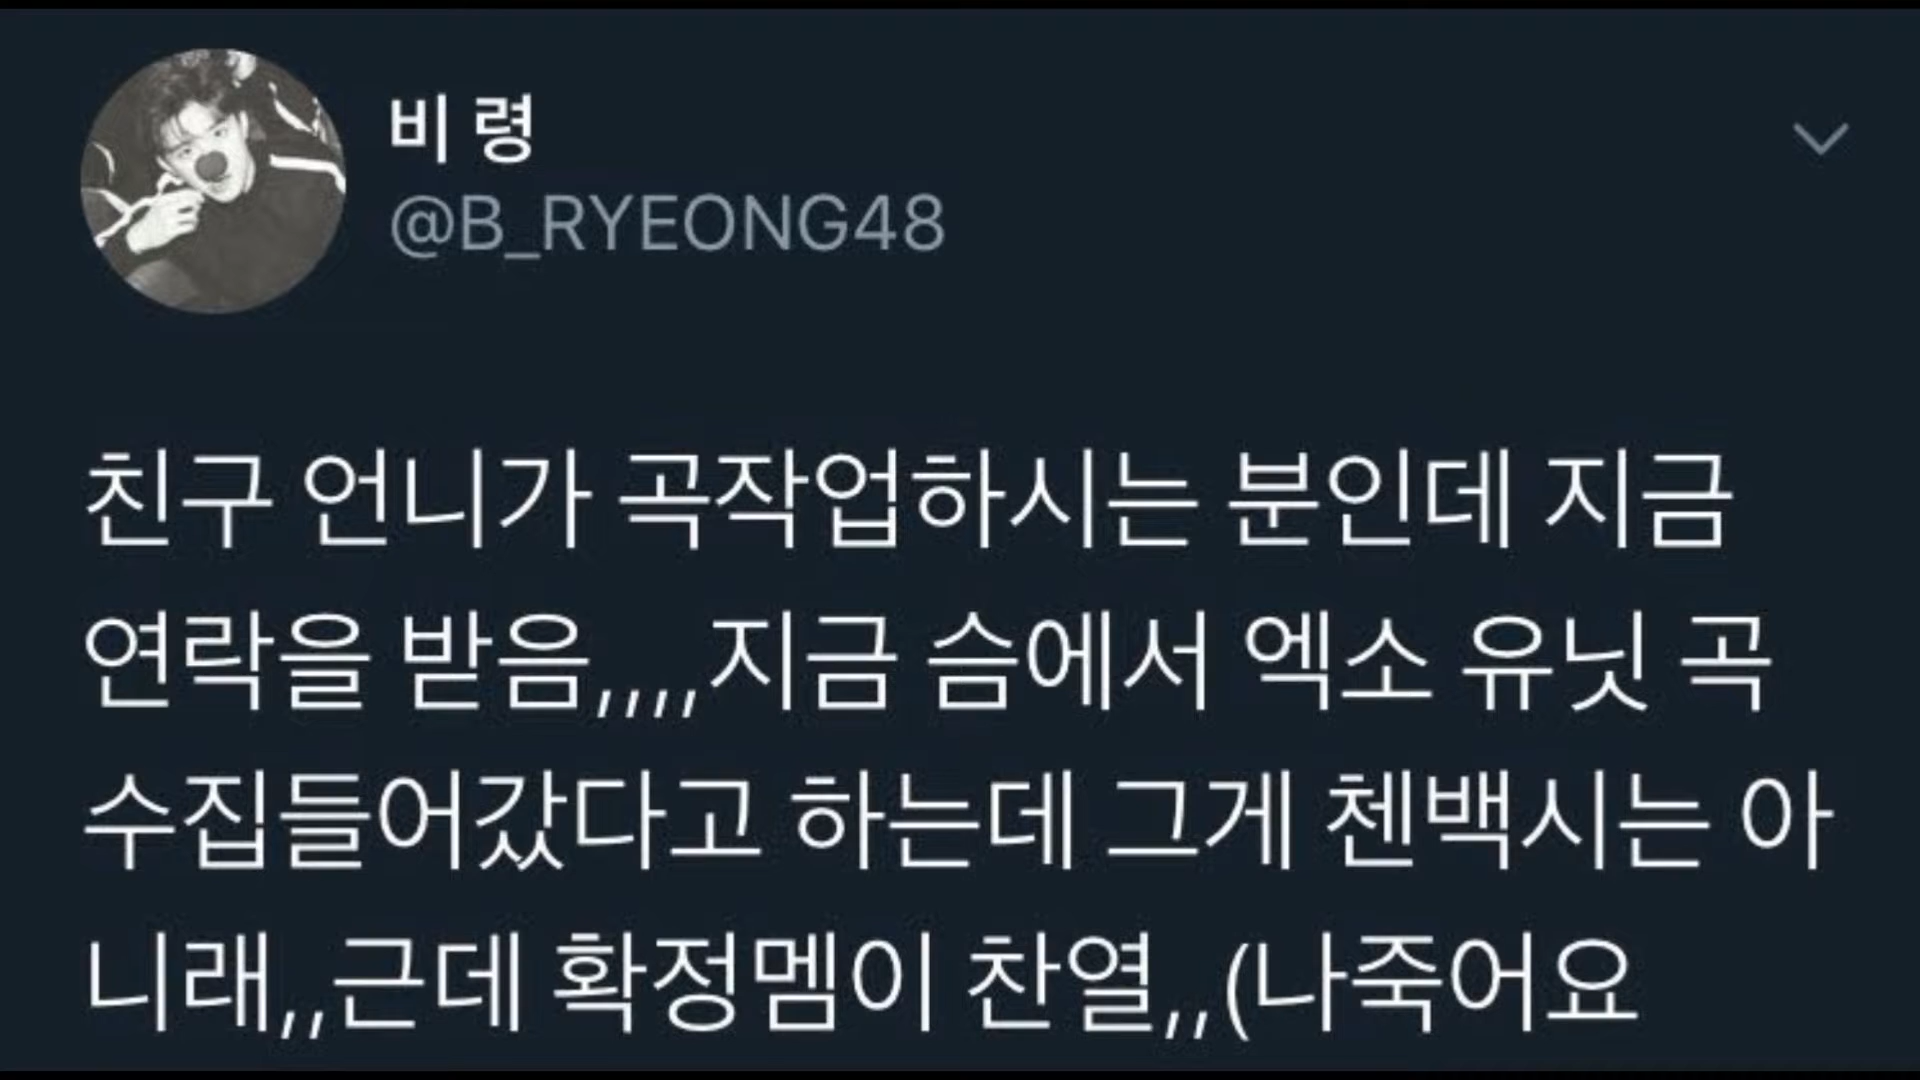 비 령
@B_RYEONG48
친구 언니가 곡작업하시는 분인데 지금
연락을 받음,,,,지금 슴에서 엑소 유닛 곡
수집들어갔다고 하는데 그게 첸백시는 아
니래,,근데 확정멤이 찬열,,(나죽어요